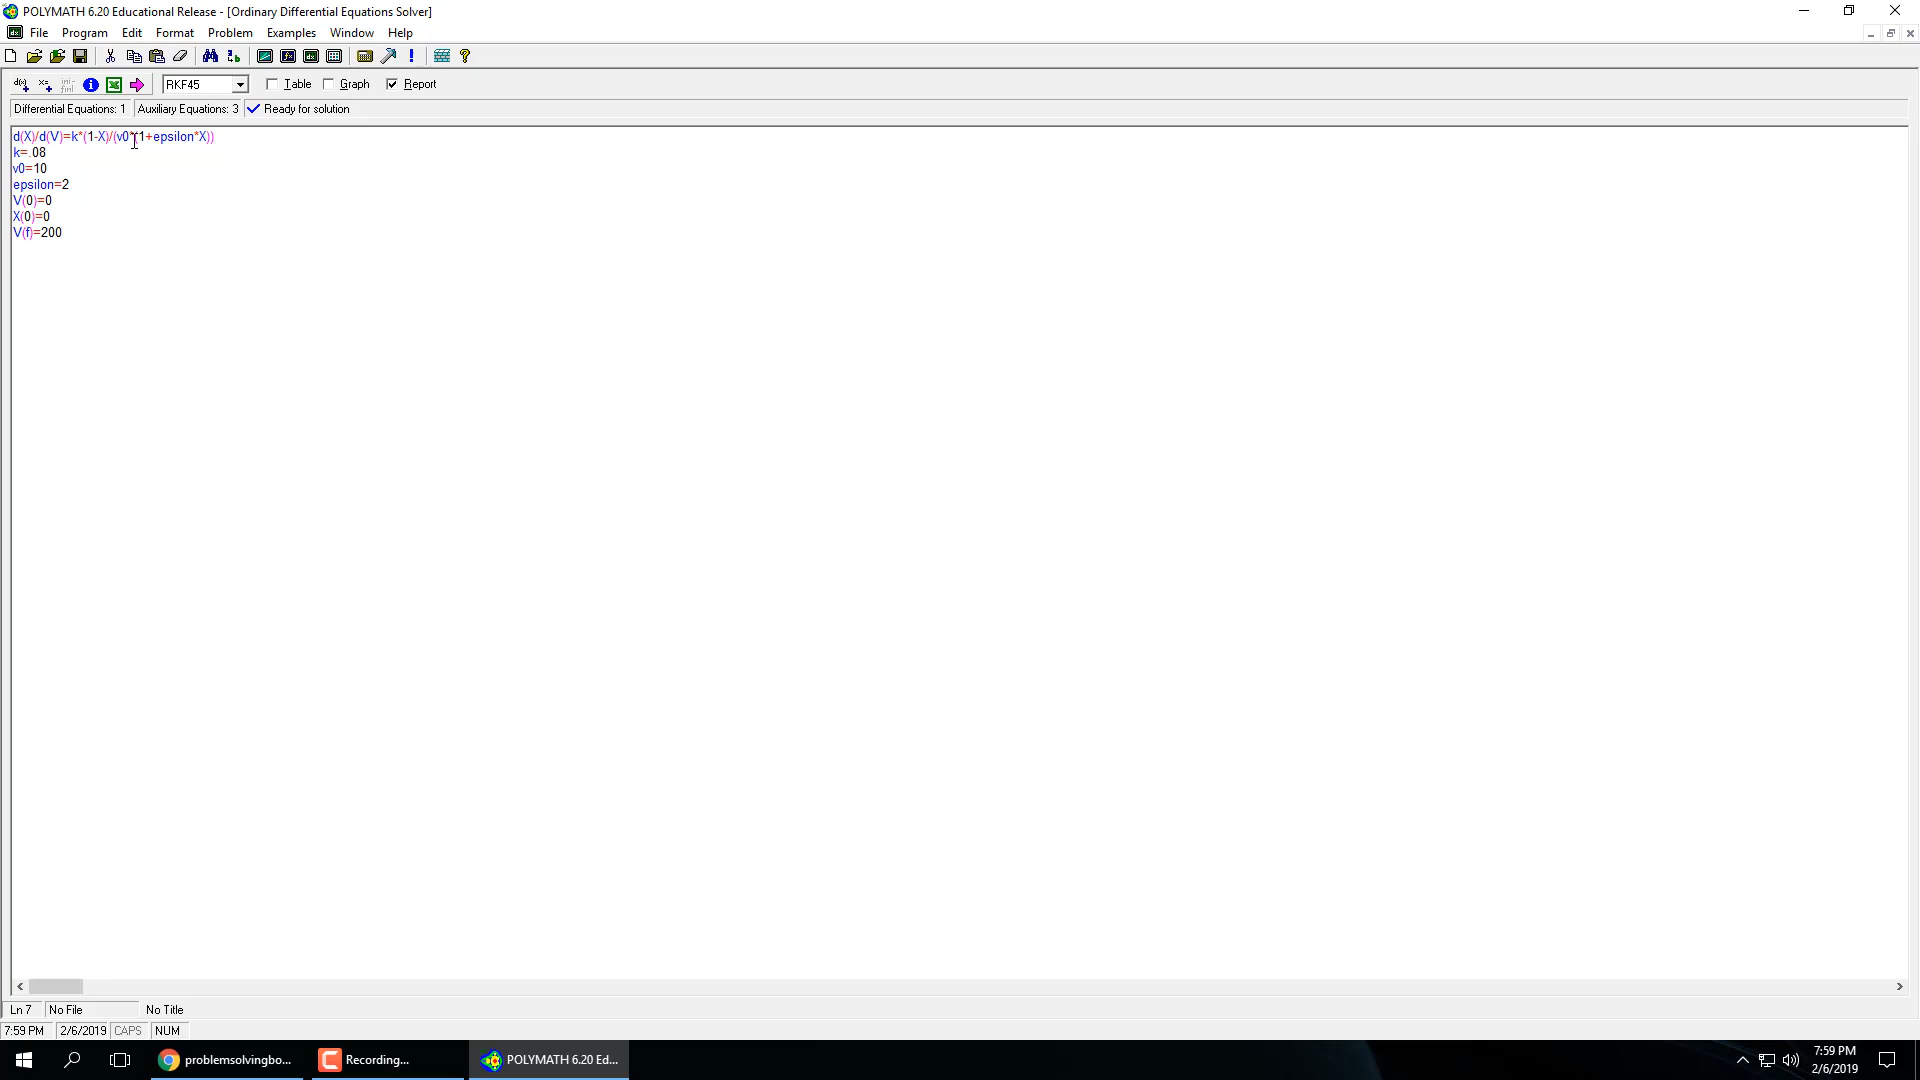 POLYMATH 6.20 Educational Release - [Ordinary Differential Equations Solver]
File Program Edit Format Problem Examples Window Help
RKF45 Table Graph Report
Differential Equations: 1 Auxiliary Equations: 3 Ready for solution
d(X)/d(V)=k*(1-X)/(v0*(1+epsilon*X))
k=.08
v0=10
epsilon=2
V(0)=0
X(0)=0
V(f)=200
Ln 7 No File No Title
7:59 PM 2/6/2019 CAPS NUM
problemsolvingbo... Recording... POLYMATH 6.20 Ed...
7:59 PM
2/6/2019